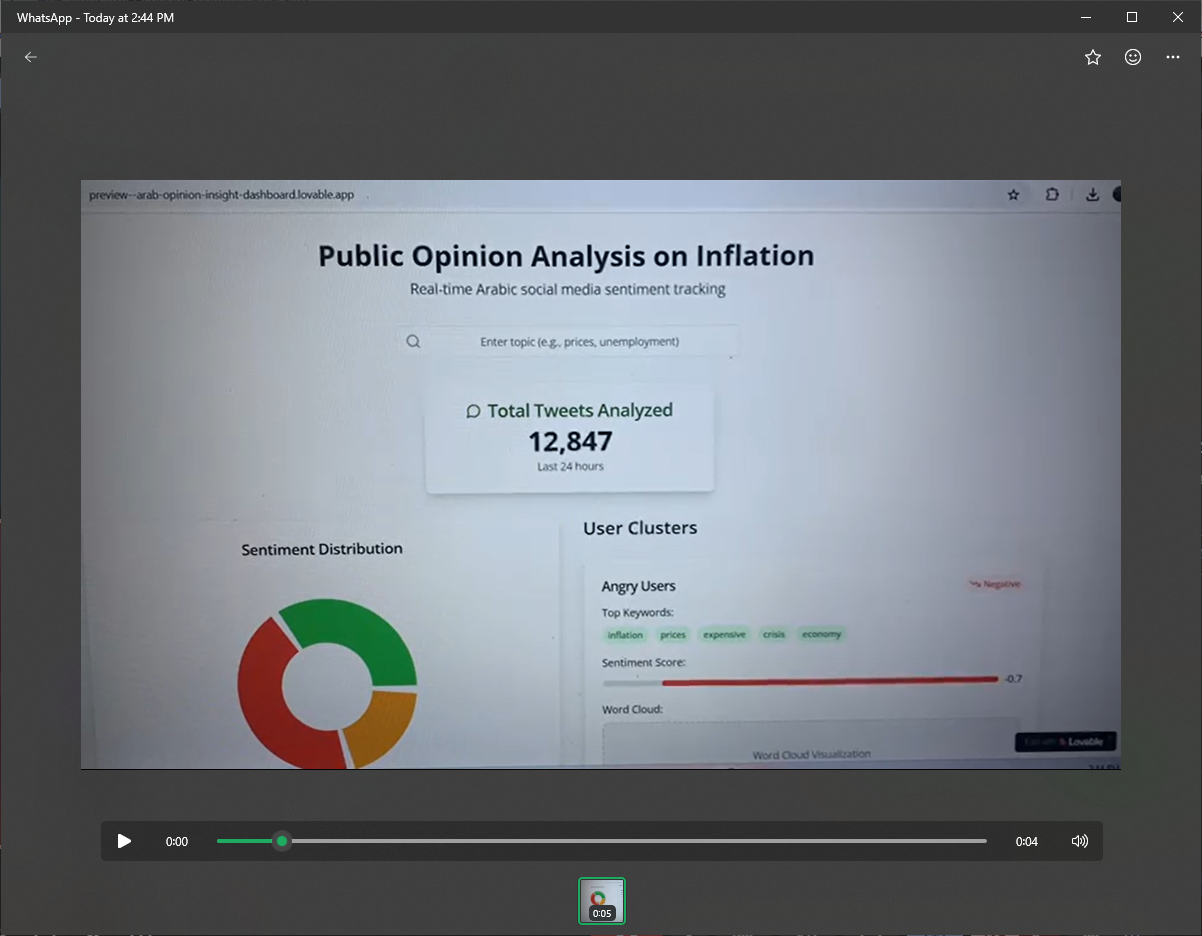 WhatsApp - Today at 2:44 PM
preview--arab-opinion-insight-dashboard.lovable.app
Public Opinion Analysis on Inflation
Real-time Arabic social media sentiment tracking
Enter topic (e.g., prices, unemployment)
Total Tweets Analyzed
12,847
Last 24 hours
Sentiment Distribution
User Clusters
Angry Users
Negative
Top Keywords:
inflation prices expensive crisis economy
Sentiment Score:
-0.7
Word Cloud:
Word Cloud Visualization
Lovable
0:00
0:04
0:05